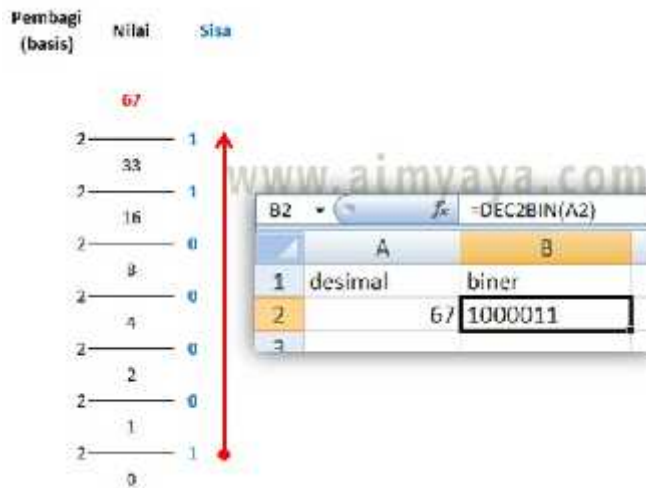 Pembagi
(basis) Nilai Sisa
67
2 1
33
2 1
16
2 0
8
2 0
4
2 0
2
2 0
1
2 1
0
www.aimyaya.com
B2 fx =DEC2BIN(A2)
A B
1 desimal biner
2 67 1000011
3